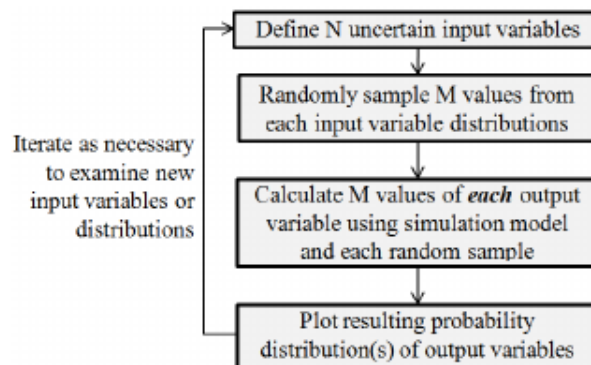 Define N uncertain input variables
Randomly sample M values from
each input variable distributions
Iterate as necessary
to examine new
input variables or
distributions
Calculate M values of each output
variable using simulation model
and each random sample
Plot resulting probability
distribution(s) of output variables